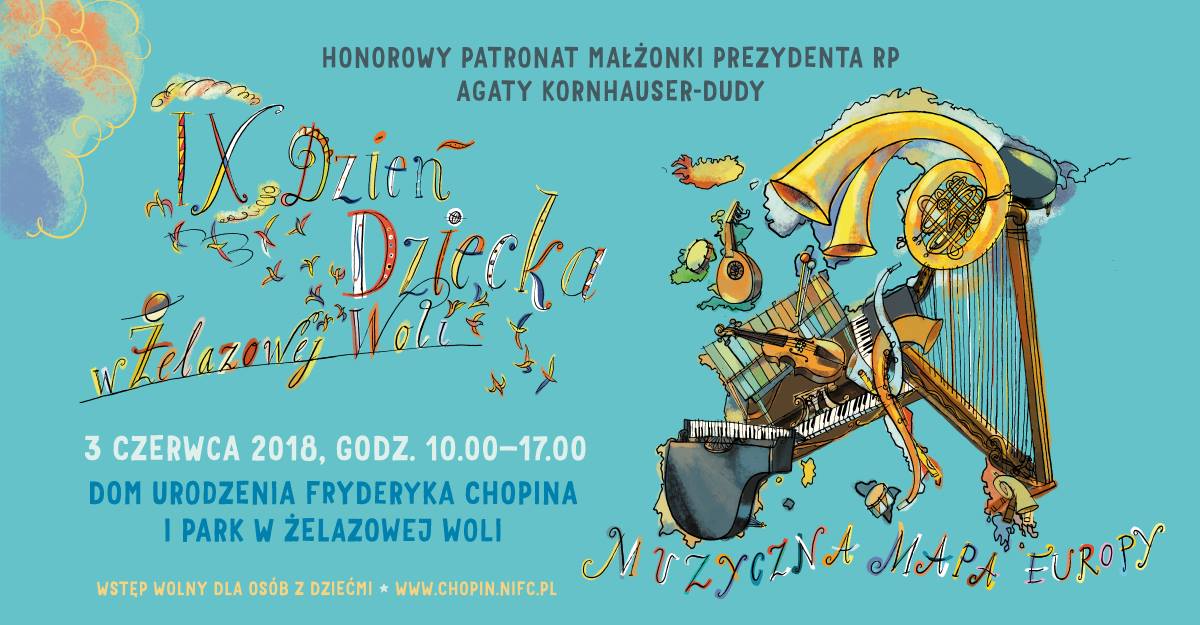 HONOROWY PATRONAT MAŁŻONKI PREZYDENTA RP
AGATY KORNHAUSER-DUDY
IX Dzień
Dziecka
w Żelazowej Woli
3 CZERWCA 2018, GODZ. 10.00–17.00
DOM URODZENIA FRYDERYKA CHOPINA
I PARK W ŻELAZOWEJ WOLI
WSTĘP WOLNY DLA OSÓB Z DZIEĆMI ★ WWW.CHOPIN.NIFC.PL
MUZYCZNA MAPA EUROPY